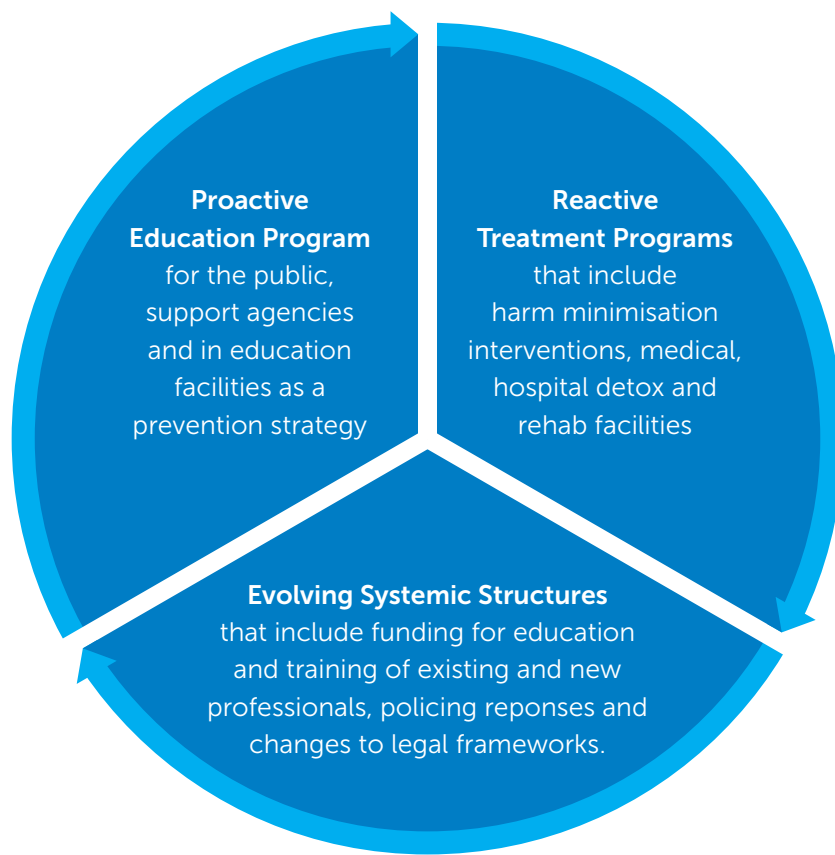 Proactive
Education Program
for the public,
support agencies
and in education
facilities as a
prevention strategy
Reactive
Treatment Programs
that include
harm minimisation
interventions, medical,
hospital detox and
rehab facilities
Evolving Systemic Structures
that include funding for education
and training of existing and new
professionals, policing reponses and
changes to legal frameworks.